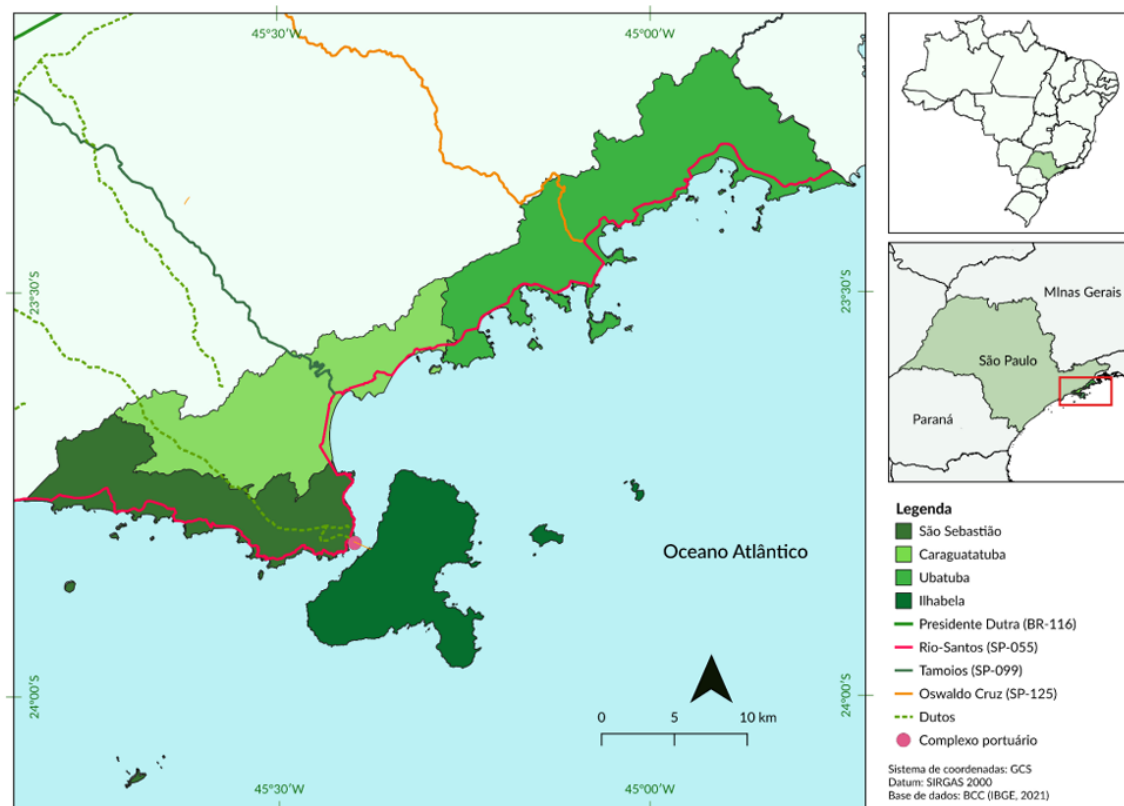 45°30'W
45°00'W
23°30'S
23°30'S
Oceano Atlântico
24°00'S
24°00'S
0 5 10 km
45°30'W
45°00'W
MInas Gerais
São Paulo
Paraná
Legenda
São Sebastião
Caraguatatuba
Ubatuba
Ilhabela
Presidente Dutra (BR-116)
Rio-Santos (SP-055)
Tamoios (SP-099)
Oswaldo Cruz (SP-125)
Dutos
Complexo portuário
Sistema de coordenadas: GCS
Datum: SIRGAS 2000
Base de dados: BCC (IBGE, 2021)